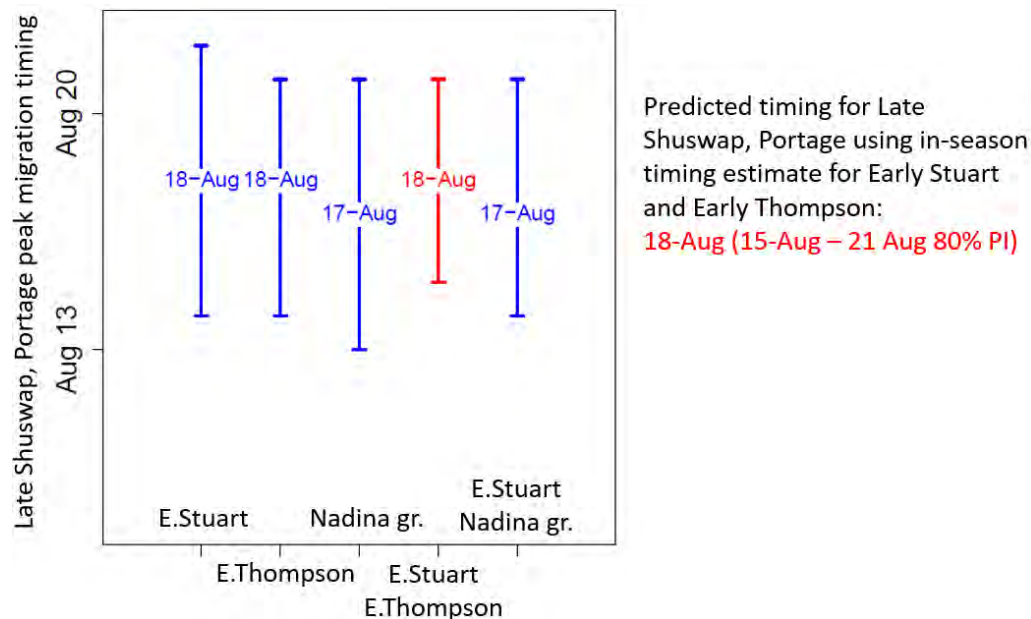 Late Shuswap, Portage peak migration timing
Aug 20
Aug 13
18-Aug
18-Aug
17-Aug
18-Aug
17-Aug
E.Stuart
E.Thompson
Nadina gr.
E.Stuart
E.Thompson
E.Stuart
Nadina gr.
Predicted timing for Late
Shuswap, Portage using in-season
timing estimate for Early Stuart
and Early Thompson:
18-Aug (15-Aug – 21 Aug 80% PI)